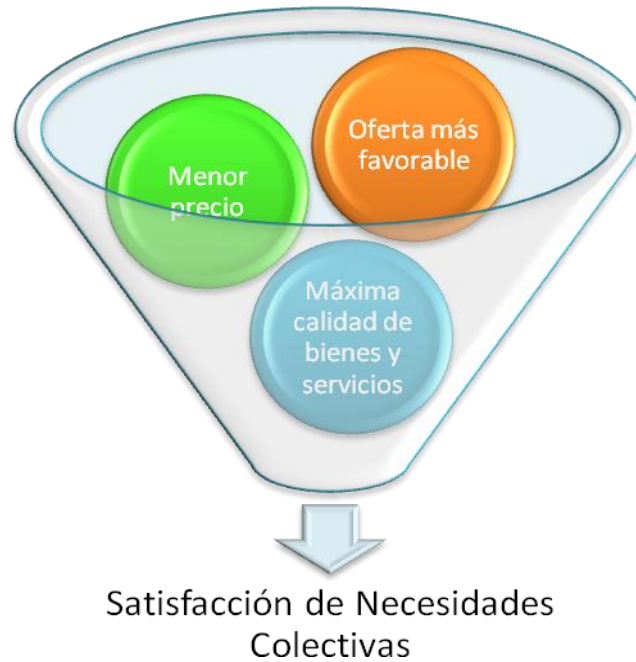 Oferta más
favorable
Menor
precio
Máxima
calidad de
bienes y
servicios
Satisfacción de Necesidades
Colectivas